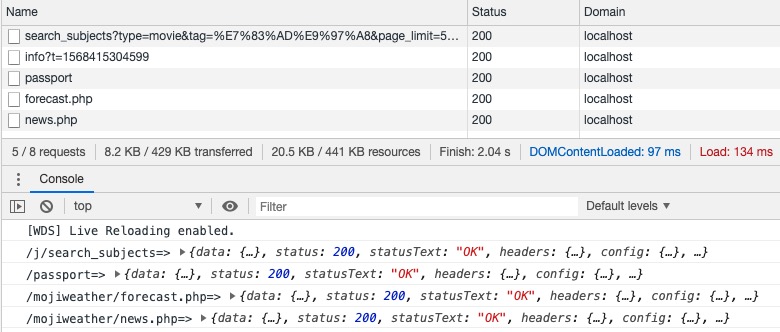 Name Status Domain
search_subjects?type=movie&tag=%E7%83%AD%E9%97%A8&page_limit=5... 200 localhost
info?t=1568415304599 200 localhost
passport 200 localhost
forecast.php 200 localhost
news.php 200 localhost
5 / 8 requests 8.2 KB / 429 KB transferred 20.5 KB / 441 KB resources Finish: 2.04 s DOMContentLoaded: 97 ms Load: 134 ms
Console
top Filter Default levels
[WDS] Live Reloading enabled.
/j/search_subjects=> {data: {…}, status: 200, statusText: "OK", headers: {…}, config: {…}, …}
/passport=> {data: {…}, status: 200, statusText: "OK", headers: {…}, config: {…}, …}
/mojiweather/forecast.php=> {data: {…}, status: 200, statusText: "OK", headers: {…}, config: {…}, …}
/mojiweather/news.php=> {data: {…}, status: 200, statusText: "OK", headers: {…}, config: {…}, …}